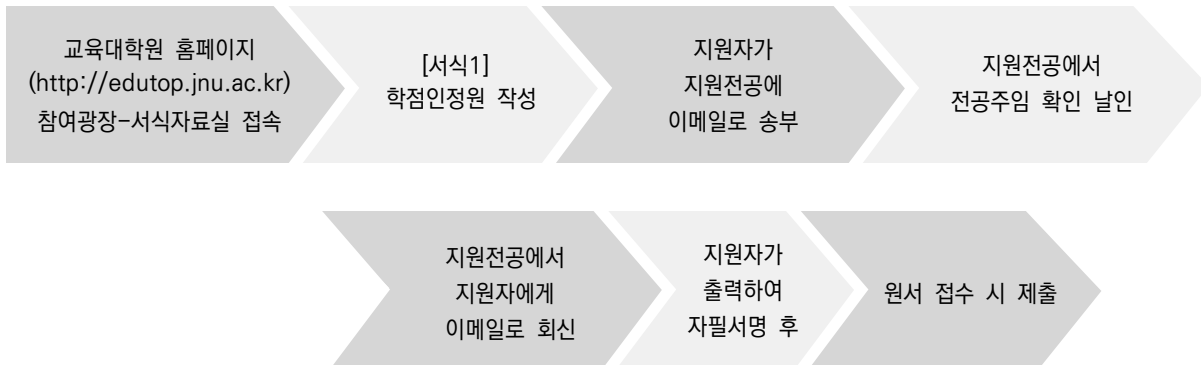 교육대학원 홈페이지
(http://edutop.jnu.ac.kr)
참여광장-서식자료실 접속
[서식1]
학점인정원 작성
지원자가
지원전공에
이메일로 송부
지원전공에서
전공주임 확인 날인
지원전공에서
지원자에게
이메일로 회신
지원자가
출력하여
자필서명 후
원서 접수 시 제출